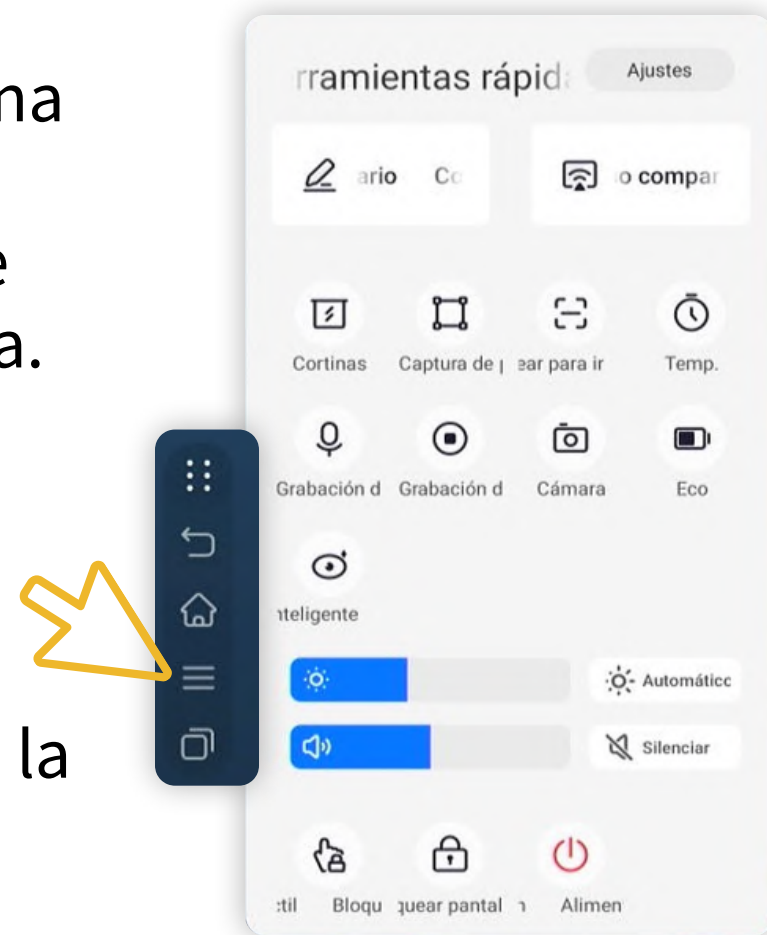 rramientas rápid
Ajustes
ario Co
o compar
Cortinas
Captura de
ear para ir
Temp.
Grabación d
Grabación d
Cámara
Eco
nteligente
Automático
Silenciar
til Bloqu
quear pantal
Alimen
na
e
a.
la